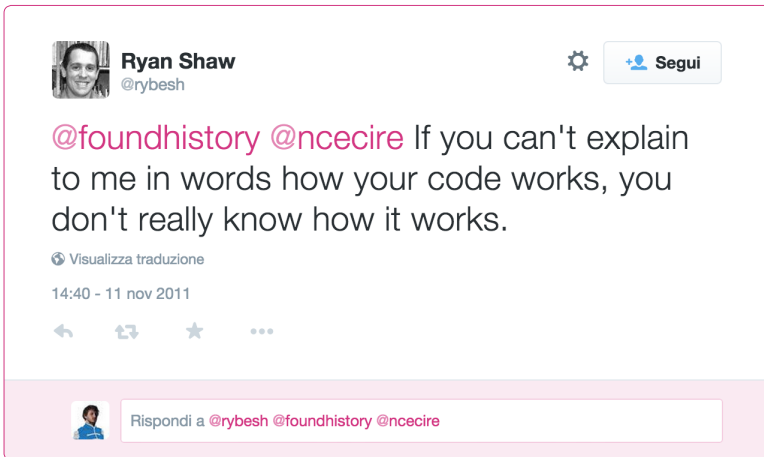 Ryan Shaw
@rybesh
Segui
@foundhistory @ncecire If you can't explain
to me in words how your code works, you
don't really know how it works.
Visualizza traduzione
14:40 - 11 nov 2011
Rispondi a @rybesh @foundhistory @ncecire